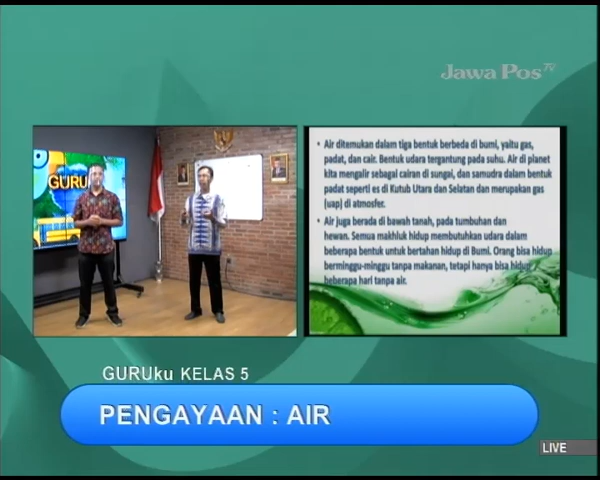 Jawa Pos TV
GURU
• Air ditemukan dalam tiga bentuk berbeda di bumi, yaitu gas,
padat, dan cair. Bentuk udara tergantung pada suhu. Air di planet
kita mengalir sebagai cairan di sungai, dan samudra dalam bentuk
padat seperti es di Kutub Utara dan Selatan dan merupakan gas
(uap) di atmosfer.
• Air juga berada di bawah tanah, pada tumbuhan dan
hewan. Semua makhluk hidup membutuhkan udara dalam
beberapa bentuk untuk bertahan hidup di Bumi. Orang bisa hidup
berminggu-minggu tanpa makanan, tetapi hanya bisa hidup
beberapa hari tanpa air.
GURUku KELAS 5
PENGAYAAN : AIR
LIVE